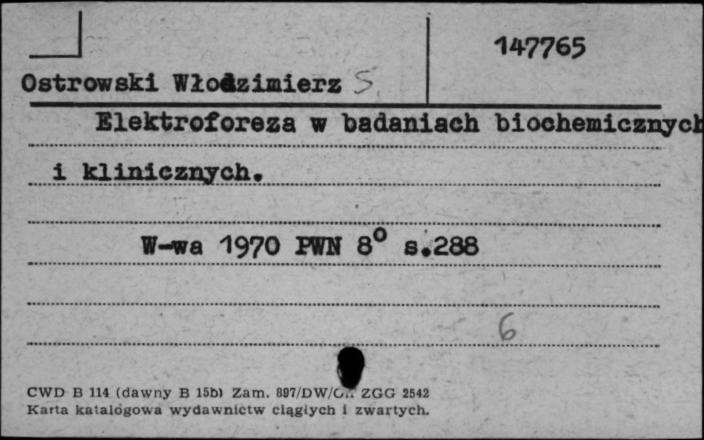 147765
Ostrowski Włodzimierz S.
Elektroforeza w badaniach biochemicznych
i klinicznych.
W-wa 1970 PWN 8° s.288
6
CWD B 114 (dawny B 15b) Zam. 897/DW/ ZGG 2542
Karta katalogowa wydawnictw ciągłych i zwartych.